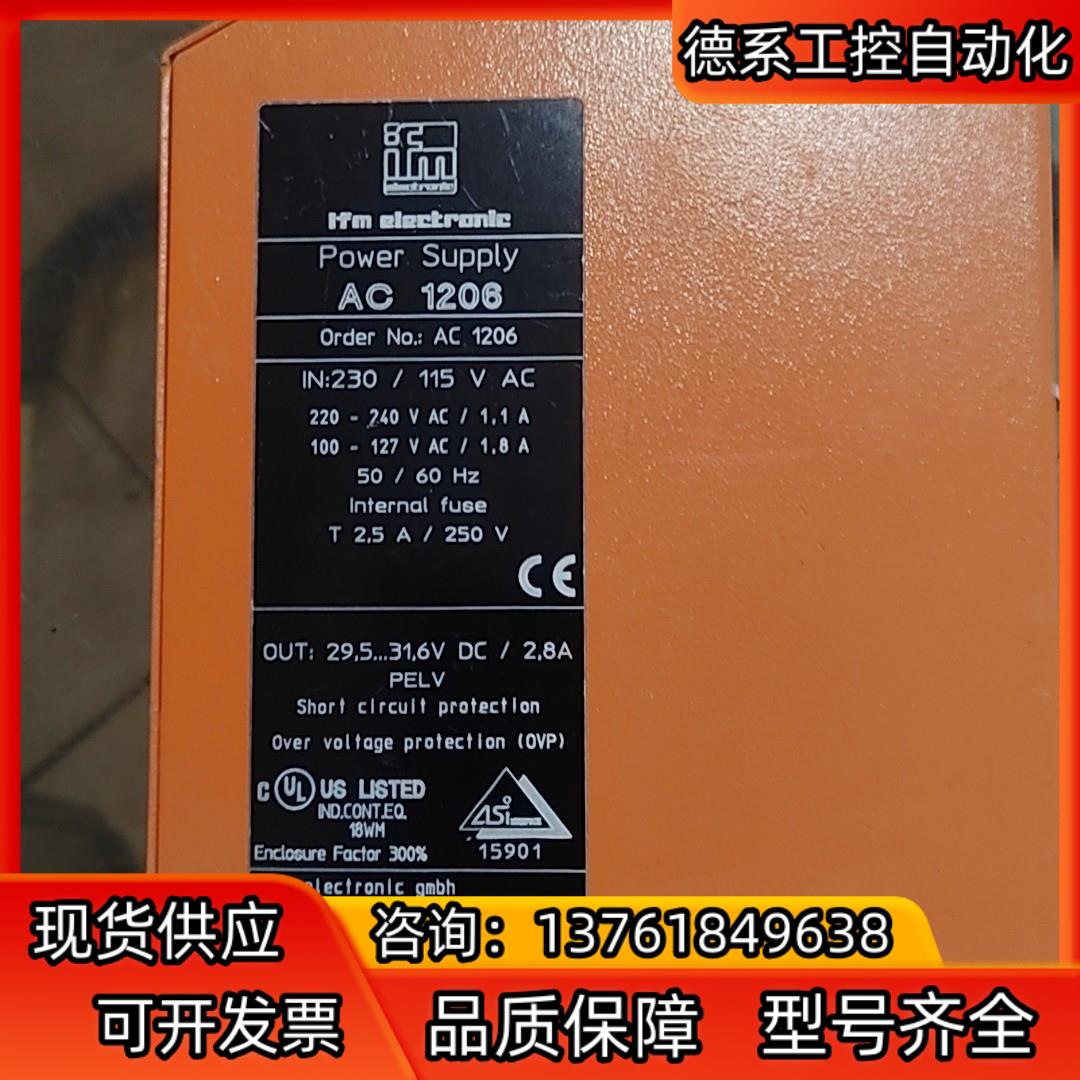 德系工控自动化
ifm
electronic
ifm electronic
Power Supply
AC 1206
Order No.: AC 1206
IN:230 / 115 V AC
220 - 240 V AC / 1,1 A
100 - 127 V AC / 1,8 A
50 / 60 Hz
Internal fuse
T 2,5 A / 250 V
CE
OUT: 29,5...31,6V DC / 2,8A
PELV
Short circuit protection
Over voltage protection (OVP)
C UL US LISTED
IND.CONT.EQ.
18WM
Enclosure Factor 300%
ASi
15901
electronic gmbh
现货供应
咨询：13761849638
可开发票 品质保障 型号齐全